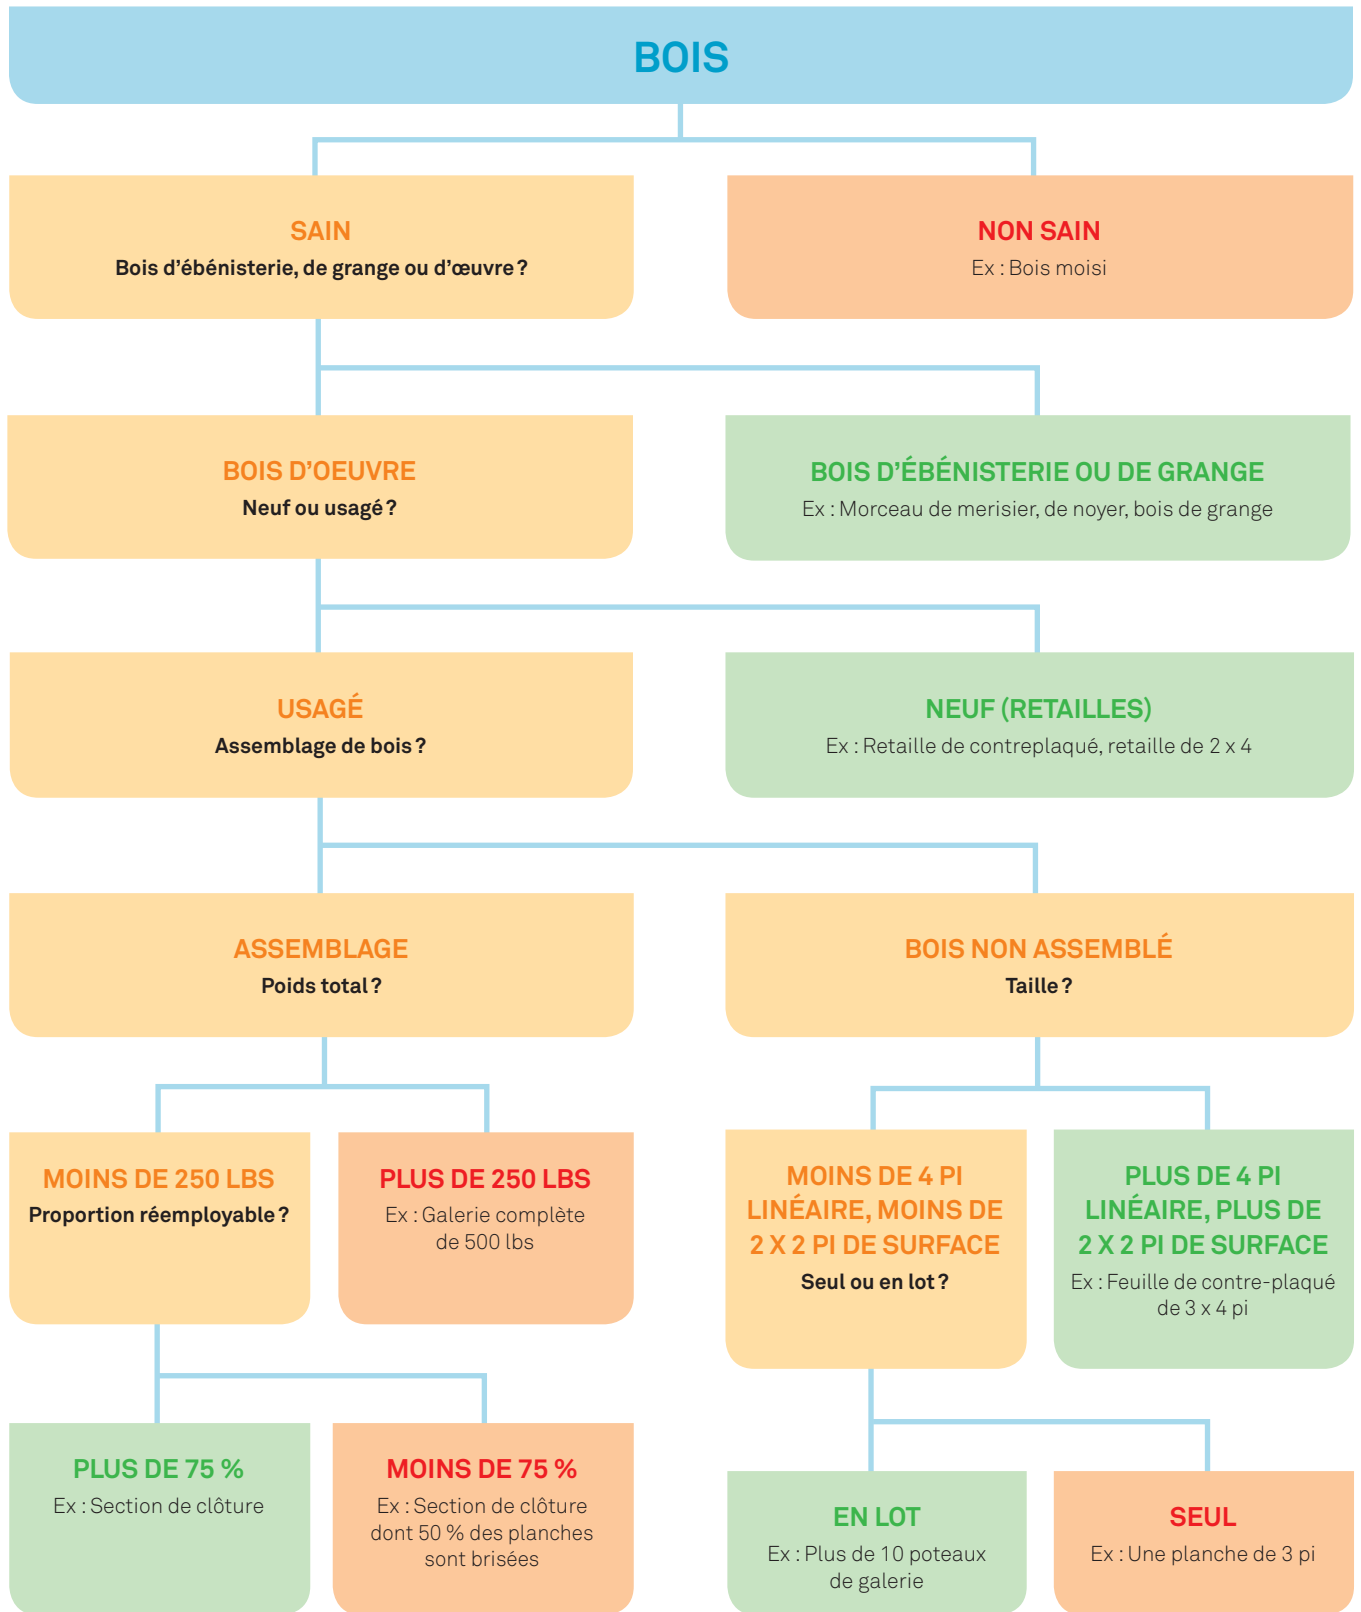 BOIS
SAIN
Bois d'ébénisterie, de grange ou d'œuvre ?
NON SAIN
Ex : Bois moisi
BOIS D'OEUVRE
Neuf ou usagé ?
BOIS D'ÉBÉNISTERIE OU DE GRANGE
Ex : Morceau de merisier, de noyer, bois de grange
USAGÉ
Assemblage de bois ?
NEUF (RETAILLES)
Ex : Retaille de contreplaqué, retaille de 2 x 4
ASSEMBLAGE
Poids total ?
BOIS NON ASSEMBLÉ
Taille ?
MOINS DE 250 LBS
Proportion réemployable ?
PLUS DE 250 LBS
Ex : Galerie complète
de 500 lbs
MOINS DE 4 PI
LINÉAIRE, MOINS DE
2 X 2 PI DE SURFACE
Seul ou en lot ?
PLUS DE 4 PI
LINÉAIRE, PLUS DE
2 X 2 PI DE SURFACE
Ex : Feuille de contre-plaqué
de 3 x 4 pi
PLUS DE 75 %
Ex : Section de clôture
MOINS DE 75 %
Ex : Section de clôture
dont 50 % des planches
sont brisées
EN LOT
Ex : Plus de 10 poteaux
de galerie
SEUL
Ex : Une planche de 3 pi